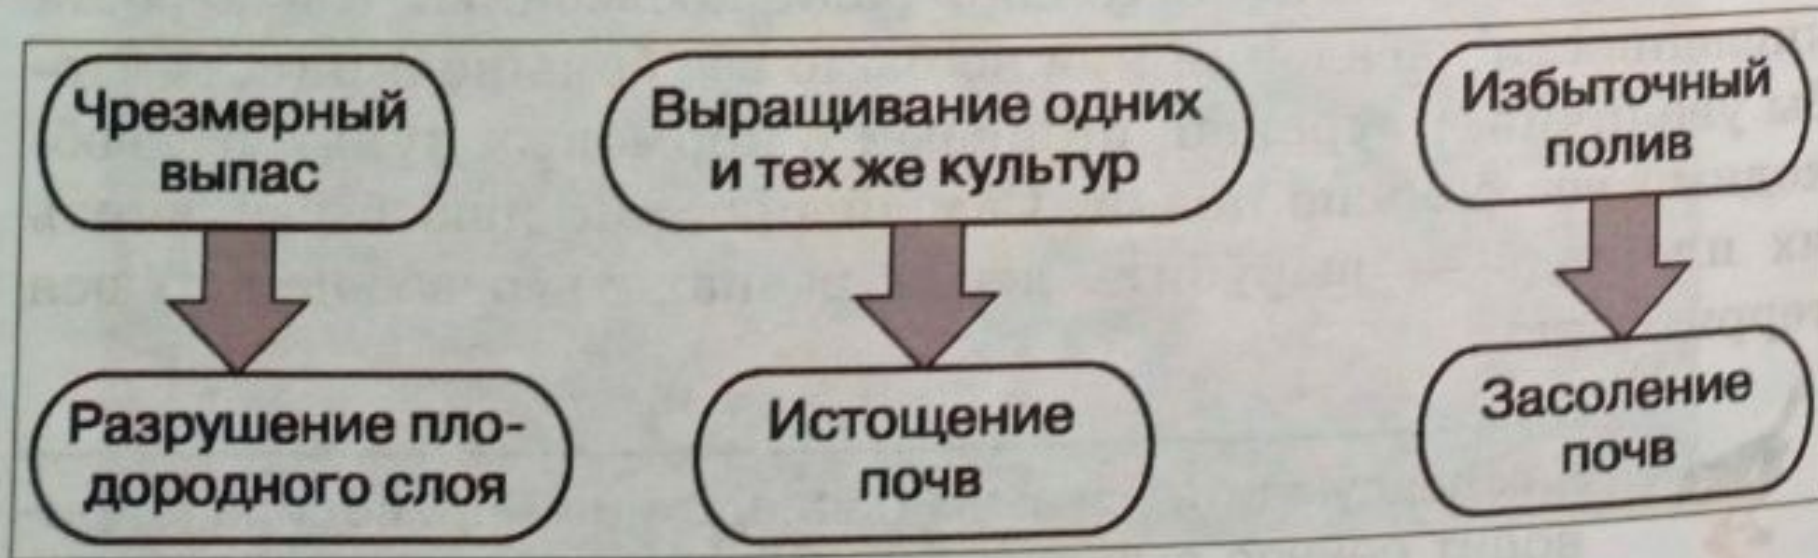 Чрезмерный
выпас
Выращивание одних
и тех же культур
Избыточный
полив
Разрушение пло-
дородного слоя
Истощение
почв
Засоление
почв